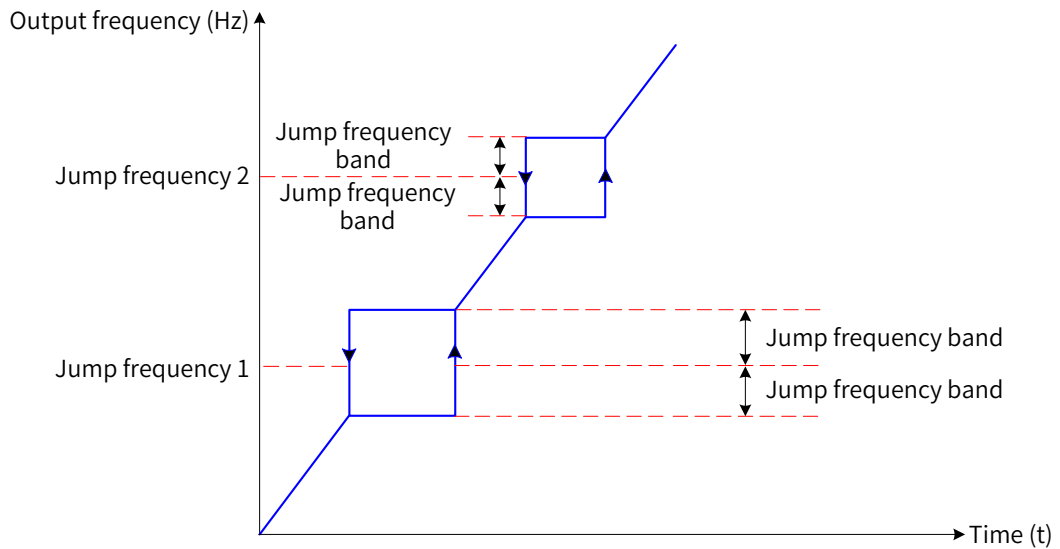 Output frequency (Hz)
Jump frequency
band
Jump frequency 2
Jump frequency
band
Jump frequency band
Jump frequency 1
Jump frequency band
Time (t)